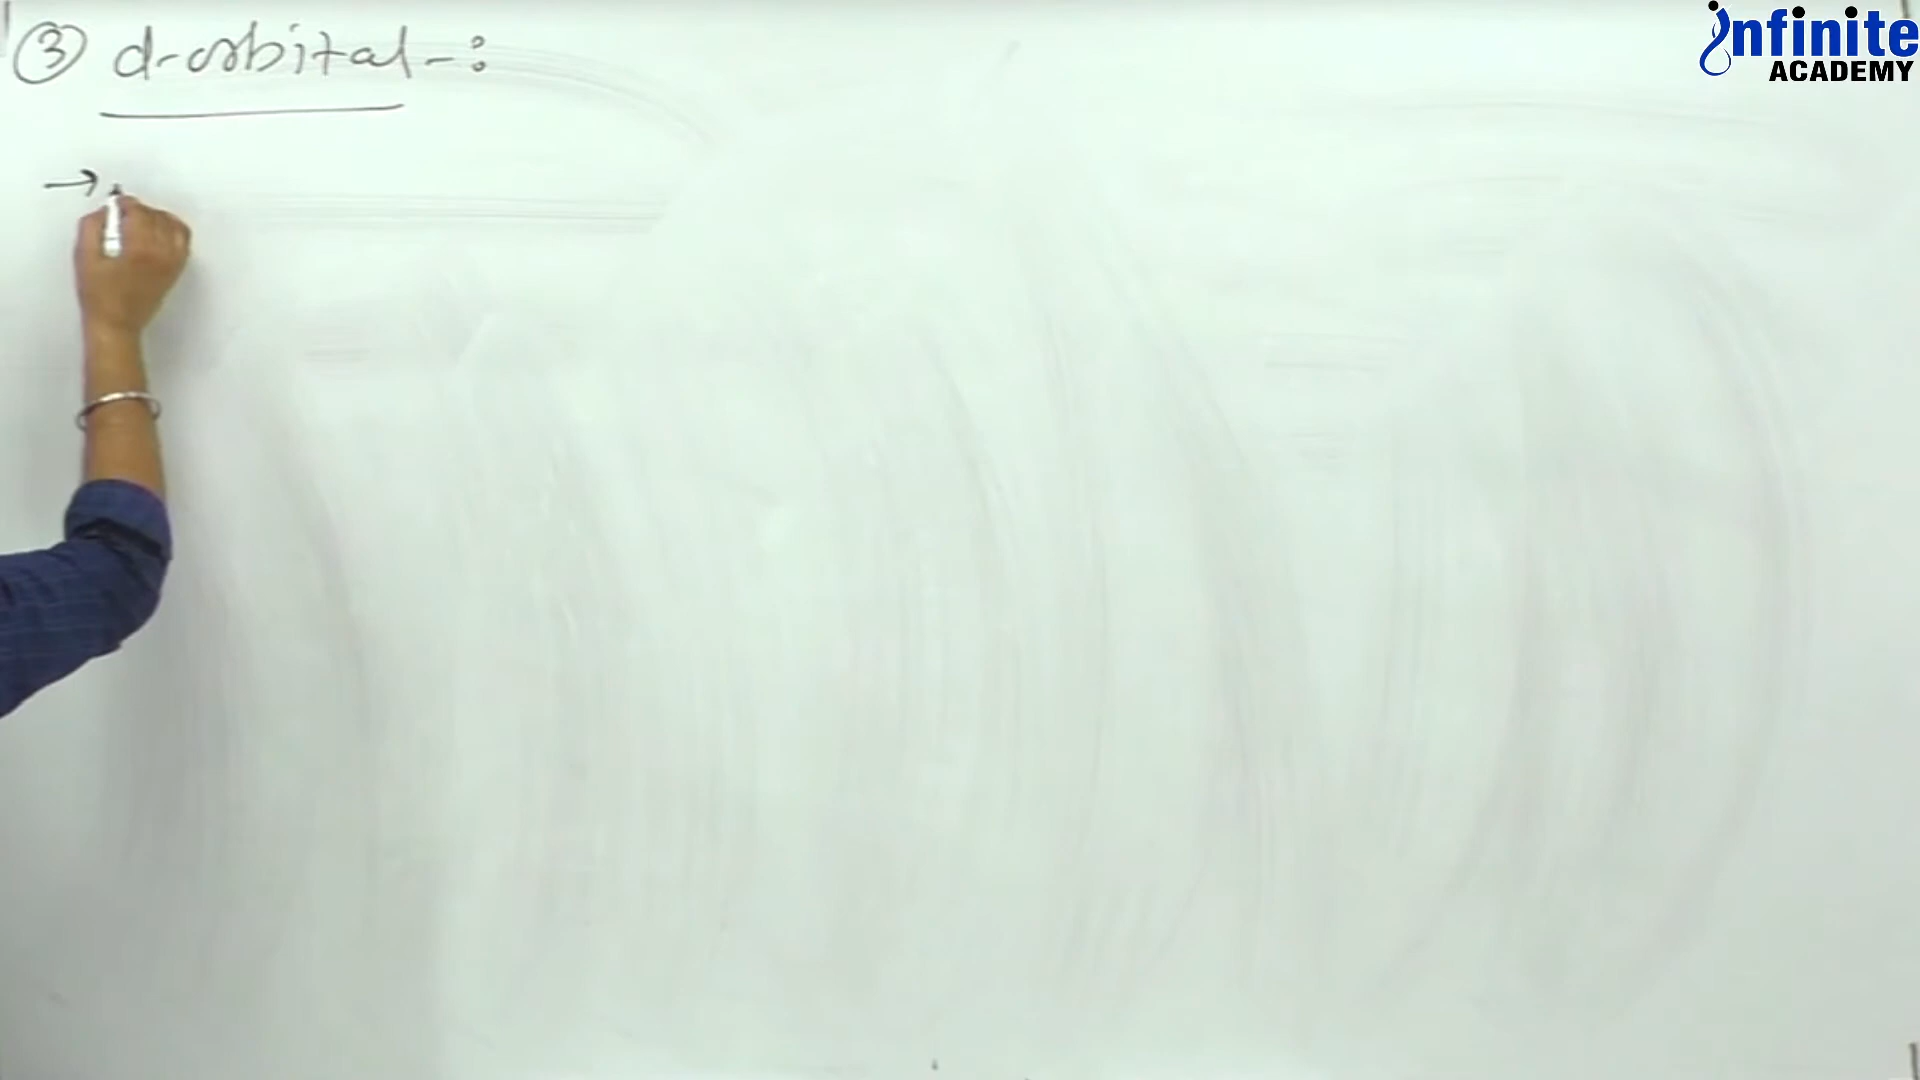 ③ d-orbital -:
→
infinite
ACADEMY